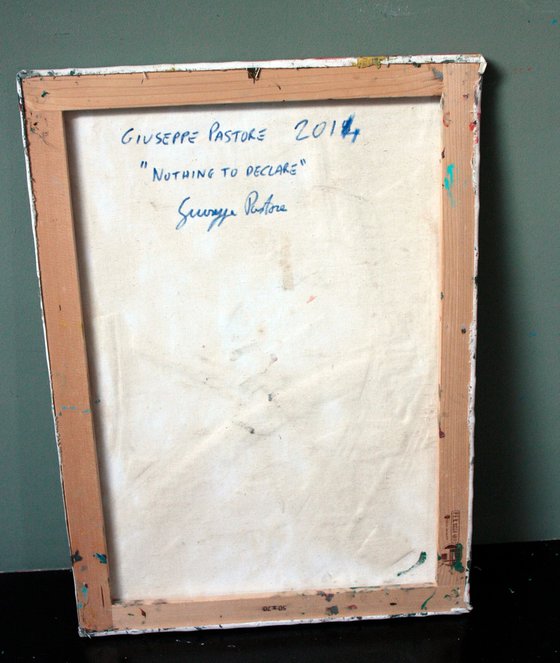 GIUSEPPE PASTORE 2014
"NOTHING TO DECLARE"
Giuseppe Pastore